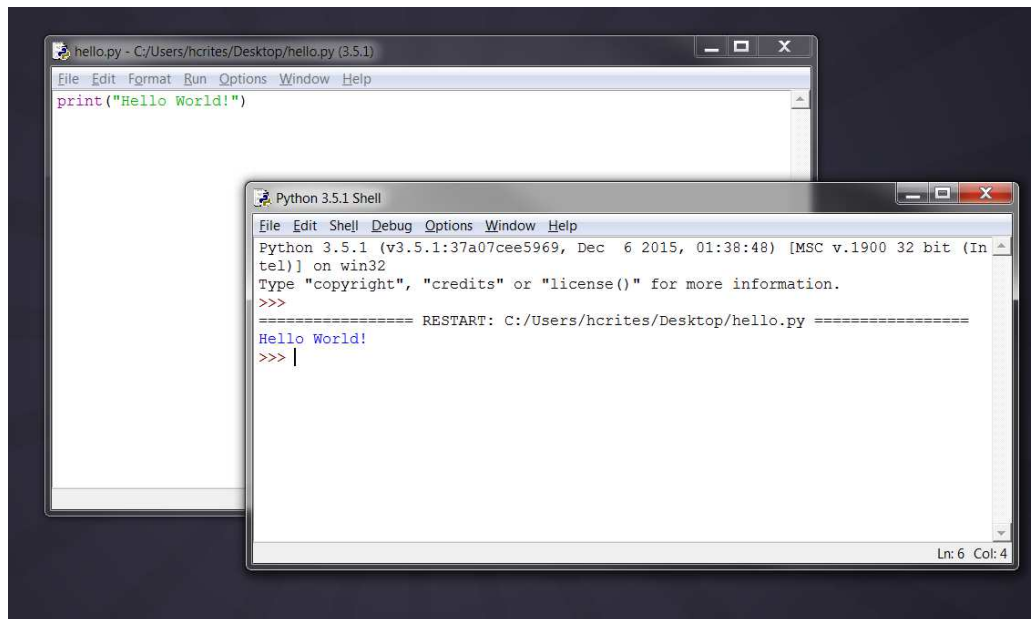 hello.py - C:/Users/hcrites/Desktop/hello.py (3.5.1)
File Edit Format Run Options Window Help
print("Hello World!")
Python 3.5.1 Shell
File Edit Shell Debug Options Window Help
Python 3.5.1 (v3.5.1:37a07cee5969, Dec  6 2015, 01:38:48) [MSC v.1900 32 bit (In
tel)] on win32
Type "copyright", "credits" or "license()" for more information.
>>>
================= RESTART: C:/Users/hcrites/Desktop/hello.py =================
Hello World!
>>>
Ln: 6 Col: 4